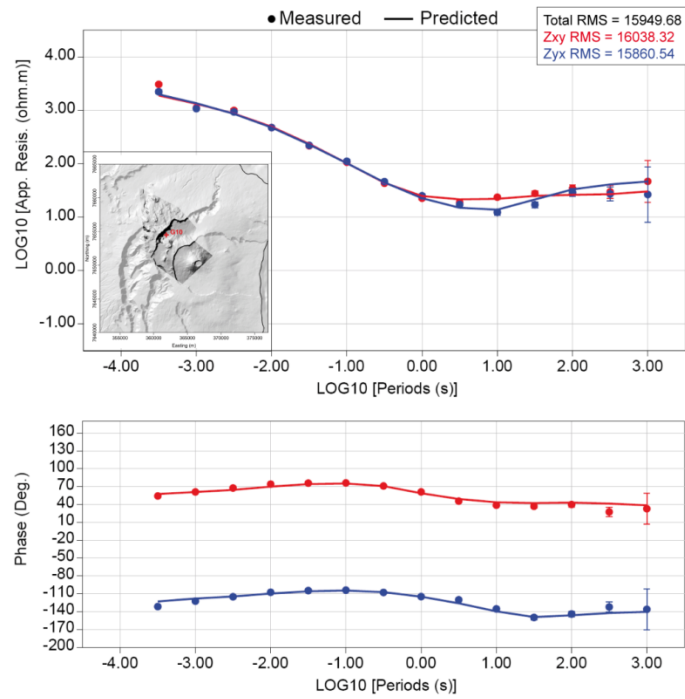 Measured Predicted
Total RMS = 15949.68
Zxy RMS = 16038.32
Zyx RMS = 15860.54
LOG10 [App. Resis. (ohm.m)]
4.00
3.00
2.00
1.00
0.00
-1.00
G18
Northing (m)
Easting (m)
-4.00 -3.00 -2.00 -1.00 0.00 1.00 2.00 3.00
LOG10 [Periods (s)]
Phase (Deg.)
160
130
100
70
40
10
-20
-50
-80
-110
-140
-170
-200
-4.00 -3.00 -2.00 -1.00 0.00 1.00 2.00 3.00
LOG10 [Periods (s)]